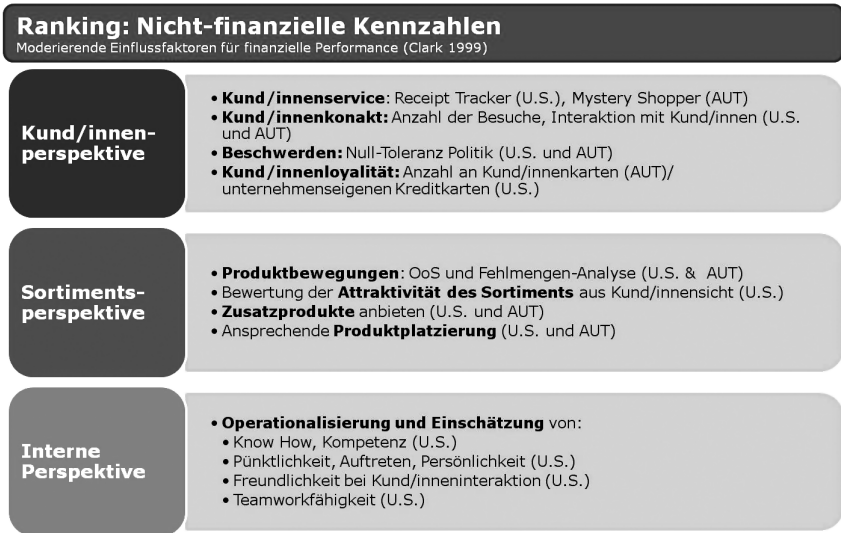 Ranking: Nicht-finanzielle Kennzahlen
Moderierende Einflussfaktoren für finanzielle Performance (Clark 1999)
Kund/innen-
perspektive
• Kund/innenservice: Receipt Tracker (U.S.), Mystery Shopper (AUT)
• Kund/innenkonakt: Anzahl der Besuche, Interaktion mit Kund/innen (U.S.
und AUT)
• Beschwerden: Null-Toleranz Politik (U.S. und AUT)
• Kund/innenloyalität: Anzahl an Kund/innenkarten (AUT)/
unternehmenseigenen Kreditkarten (U.S.)
Sortiments-
perspektive
• Produktbewegungen: OoS und Fehlmengen-Analyse (U.S. & AUT)
• Bewertung der Attraktivität des Sortiments aus Kund/innensicht (U.S.)
• Zusatzprodukte anbieten (U.S. und AUT)
• Ansprechende Produktplatzierung (U.S. und AUT)
Interne
Perspektive
• Operationalisierung und Einschätzung von:
• Know How, Kompetenz (U.S.)
• Pünktlichkeit, Auftreten, Persönlichkeit (U.S.)
• Freundlichkeit bei Kund/inneninteraktion (U.S.)
• Teamworkfähigkeit (U.S.)